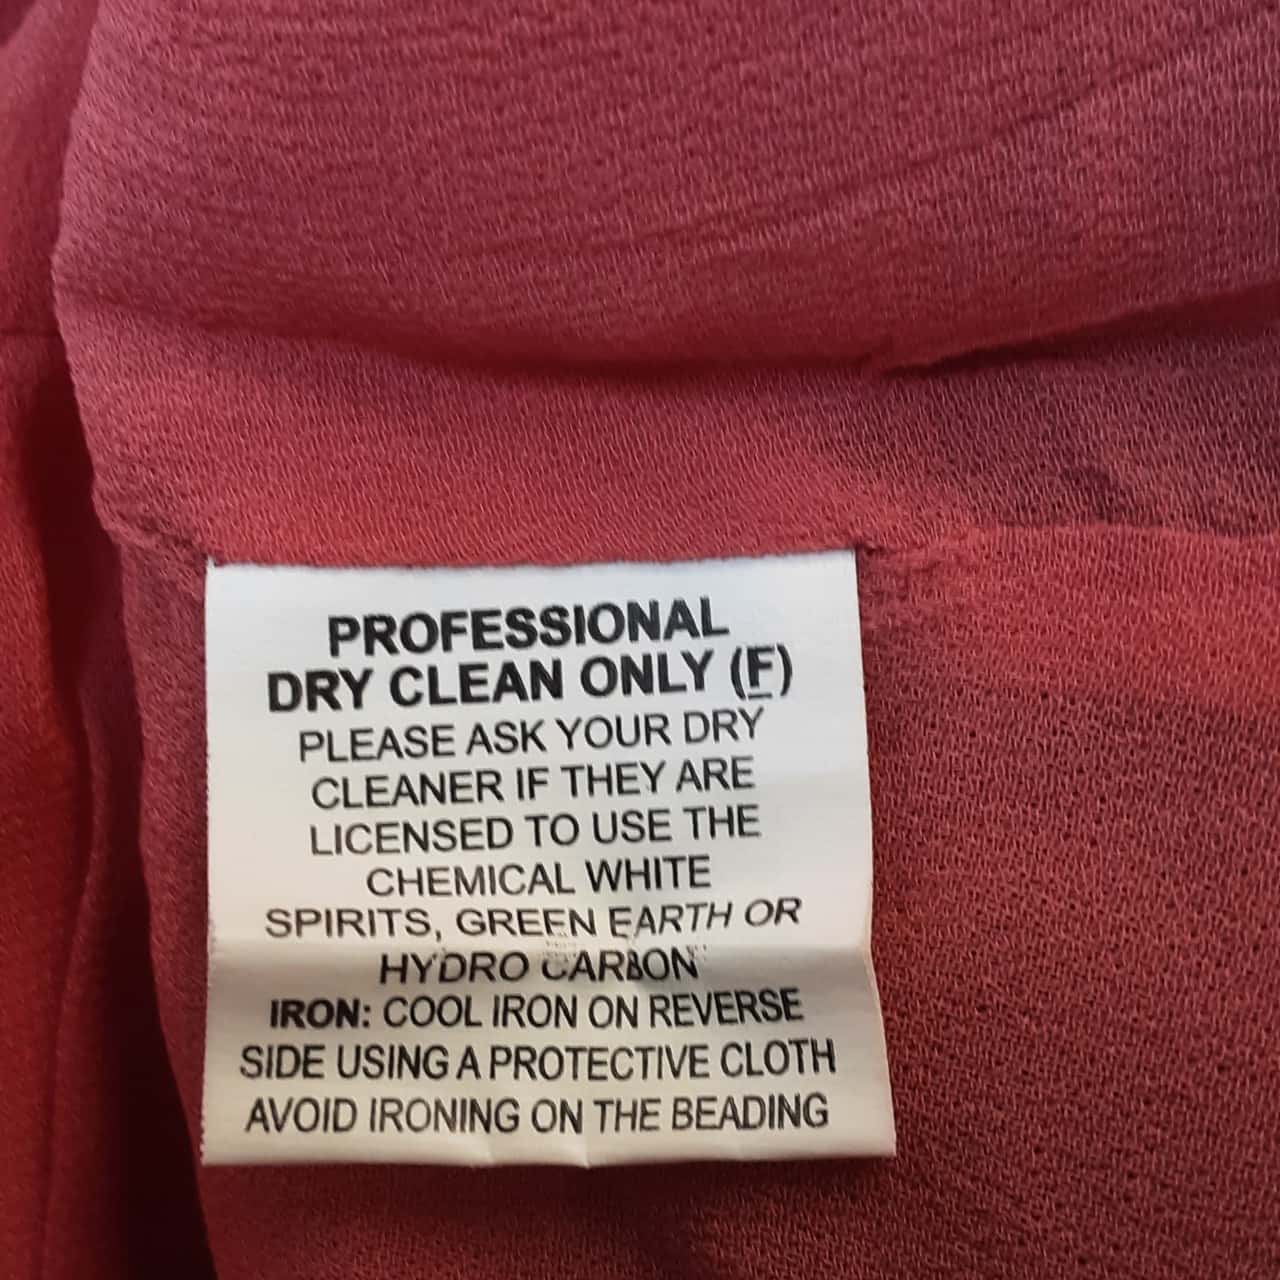 PROFESSIONAL
DRY CLEAN ONLY (F)
PLEASE ASK YOUR DRY
CLEANER IF THEY ARE
LICENSED TO USE THE
CHEMICAL WHITE
SPIRITS, GREEN EARTH OR
HYDRO CARBON
IRON: COOL IRON ON REVERSE
SIDE USING A PROTECTIVE CLOTH
AVOID IRONING ON THE BEADING